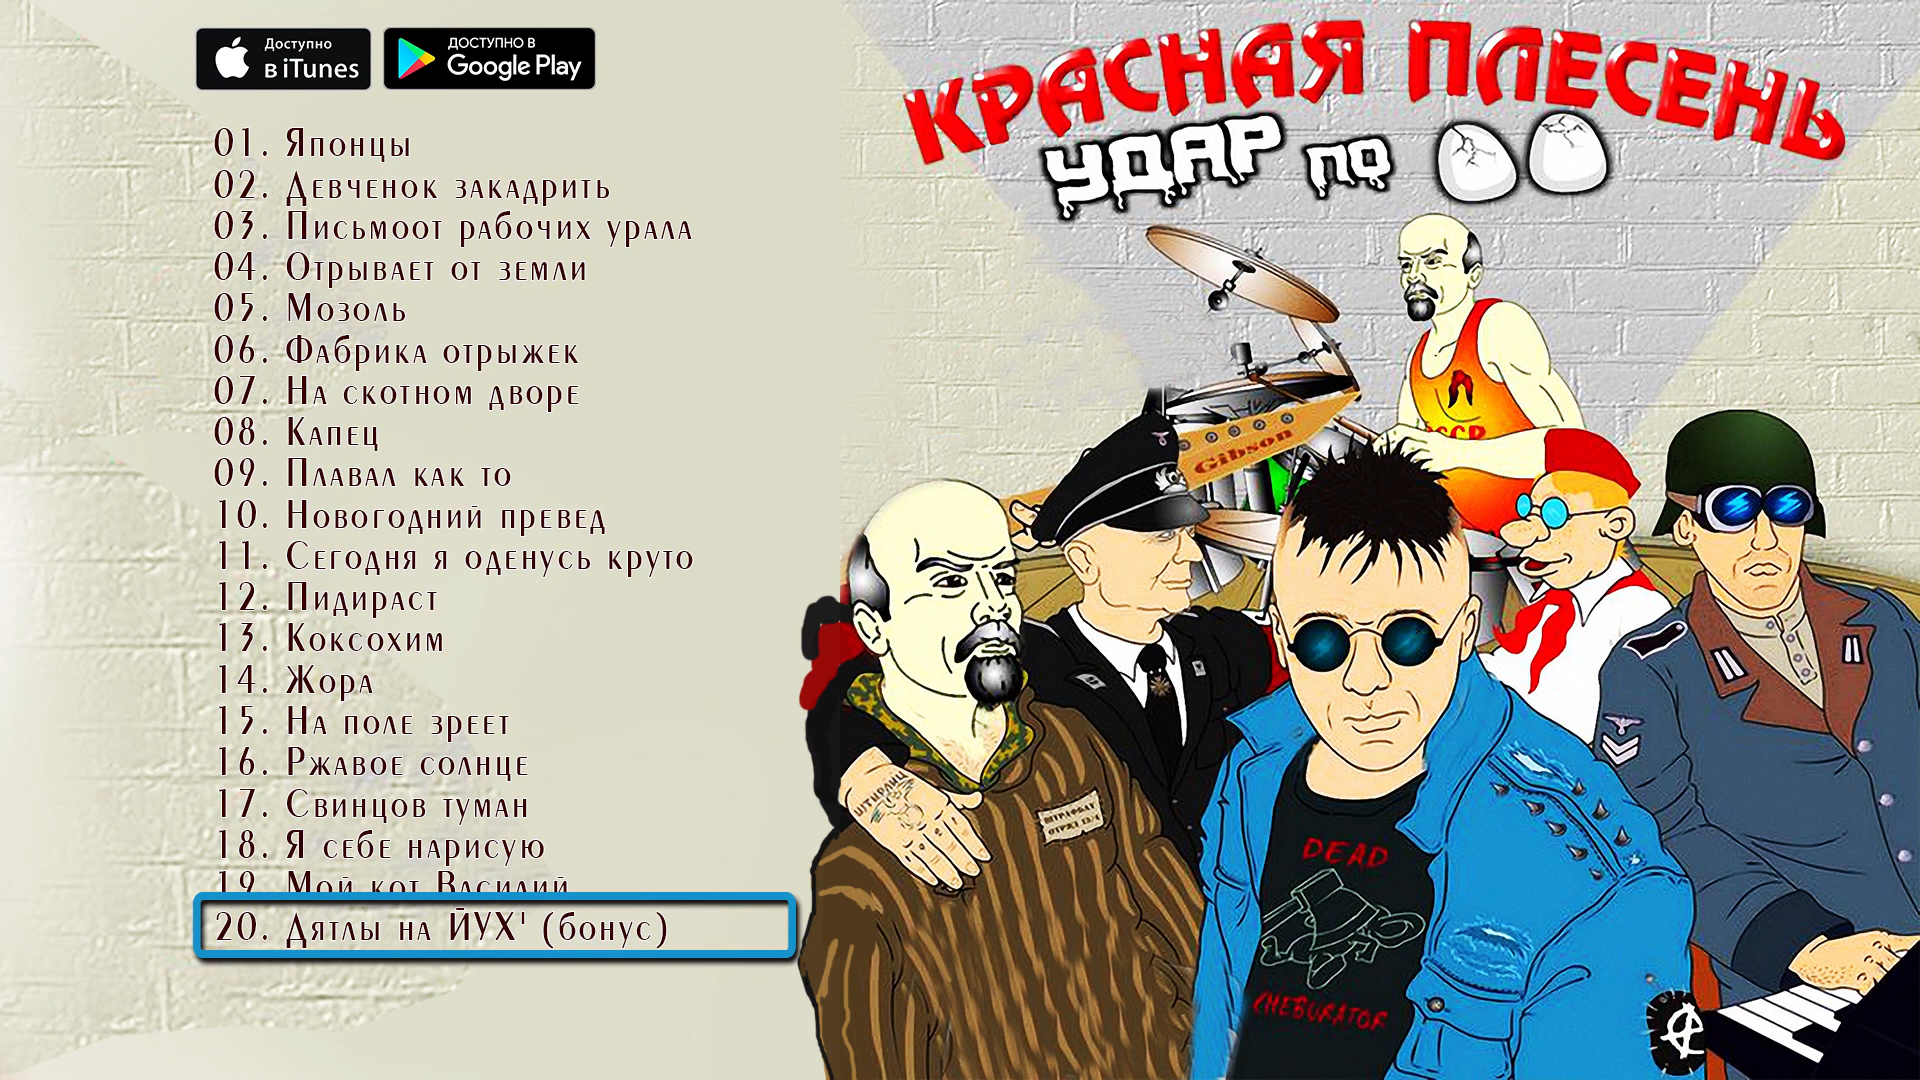 Доступно
в iTunes
ДОСТУПНО В
Google Play
КРАСНАЯ ПЛЕСЕНЬ
УДАР ПО
01. Японцы
02. Девченок закадрить
03. Письмоот рабочих урала
04. Отрывает от земли
05. Мозоль
06. Фабрика отрыжек
07. На скотном дворе
08. Капец
09. Плавал как то
10. Новогодний превед
11. Сегодня я оденусь круто
12. Пидираст
13. Коксохим
14. Жора
15. На поле зреет
16. Ржавое солнце
17. Свинцов туман
18. Я себе нарисую
19. Мой кот Василий
20. Дятлы на ЙУХ' (бонус)
Gibson
СССР
ШТИРЛИЦ
ШТРАФБАТ
DEAD
CHEBURATOR